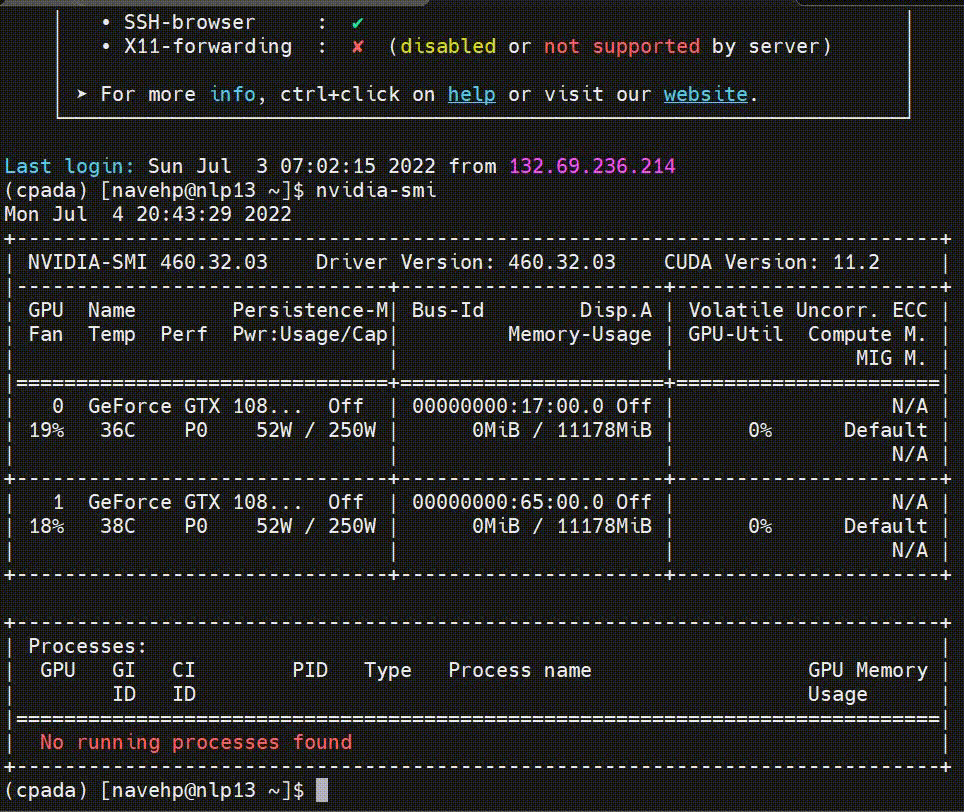 • SSH-browser       :  ✔
• X11-forwarding  :  ✘  (disabled or not supported by server)
➤ For more info, ctrl+click on help or visit our website.
Last login: Sun Jul  3 07:02:15 2022 from 132.69.236.214
(cpada) [navehp@nlp13 ~]$ nvidia-smi
Mon Jul  4 20:43:29 2022
+-----------------------------------------------------------------------------+
| NVIDIA-SMI 460.32.03    Driver Version: 460.32.03    CUDA Version: 11.2     |
|-------------------------------+----------------------+----------------------+
| GPU  Name        Persistence-M| Bus-Id        Disp.A | Volatile Uncorr. ECC |
| Fan  Temp  Perf  Pwr:Usage/Cap|         Memory-Usage | GPU-Util  Compute M. |
|                               |                      |               MIG M. |
|===============================+======================+======================|
|   0  GeForce GTX 108...  Off  | 00000000:17:00.0 Off |                  N/A |
| 19%   36C    P0    52W / 250W |      0MiB / 11178MiB |      0%      Default |
|                               |                      |                  N/A |
+-------------------------------+----------------------+----------------------+
|   1  GeForce GTX 108...  Off  | 00000000:65:00.0 Off |                  N/A |
| 18%   38C    P0    52W / 250W |      0MiB / 11178MiB |      0%      Default |
|                               |                      |                  N/A |
+-------------------------------+----------------------+----------------------+
+-----------------------------------------------------------------------------+
| Processes:                                                                  |
|  GPU   GI   CI        PID   Type   Process name                  GPU Memory |
|        ID   ID                                                   Usage      |
|=============================================================================|
|  No running processes found                                                 |
+-----------------------------------------------------------------------------+
(cpada) [navehp@nlp13 ~]$